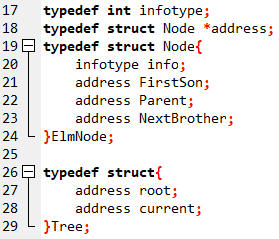 17 typedef int infotype;
18 typedef struct Node *address;
19 typedef struct Node{
20 infotype info;
21 address FirstSon;
22 address Parent;
23 address NextBrother;
24 }ElmNode;
25
26 typedef struct{
27 address root;
28 address current;
29 }Tree;